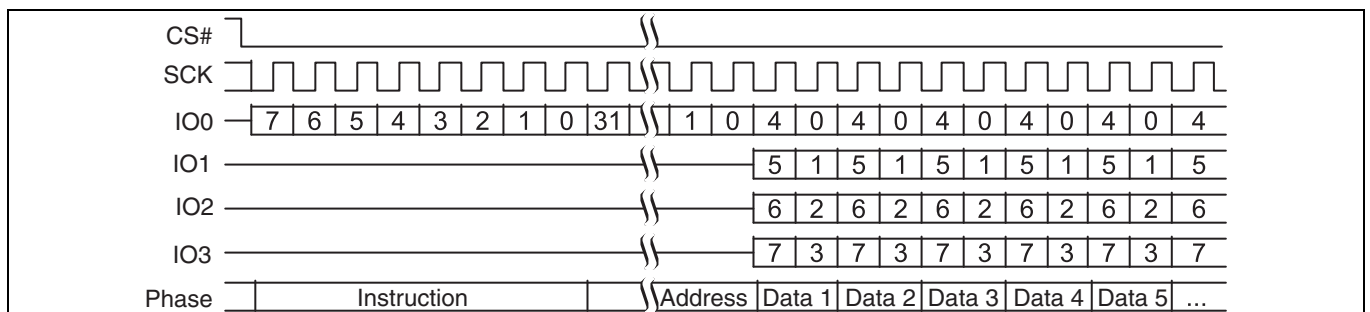 CS#
SCK
IO0 7 6 5 4 3 2 1 0 31 1 0 4 0 4 0 4 0 4 0 4 0 4
IO1 5 1 5 1 5 1 5 1 5 1 5
IO2 6 2 6 2 6 2 6 2 6 2 6
IO3 7 3 7 3 7 3 7 3 7 3 7
Phase Instruction Address Data 1 Data 2 Data 3 Data 4 Data 5 ...